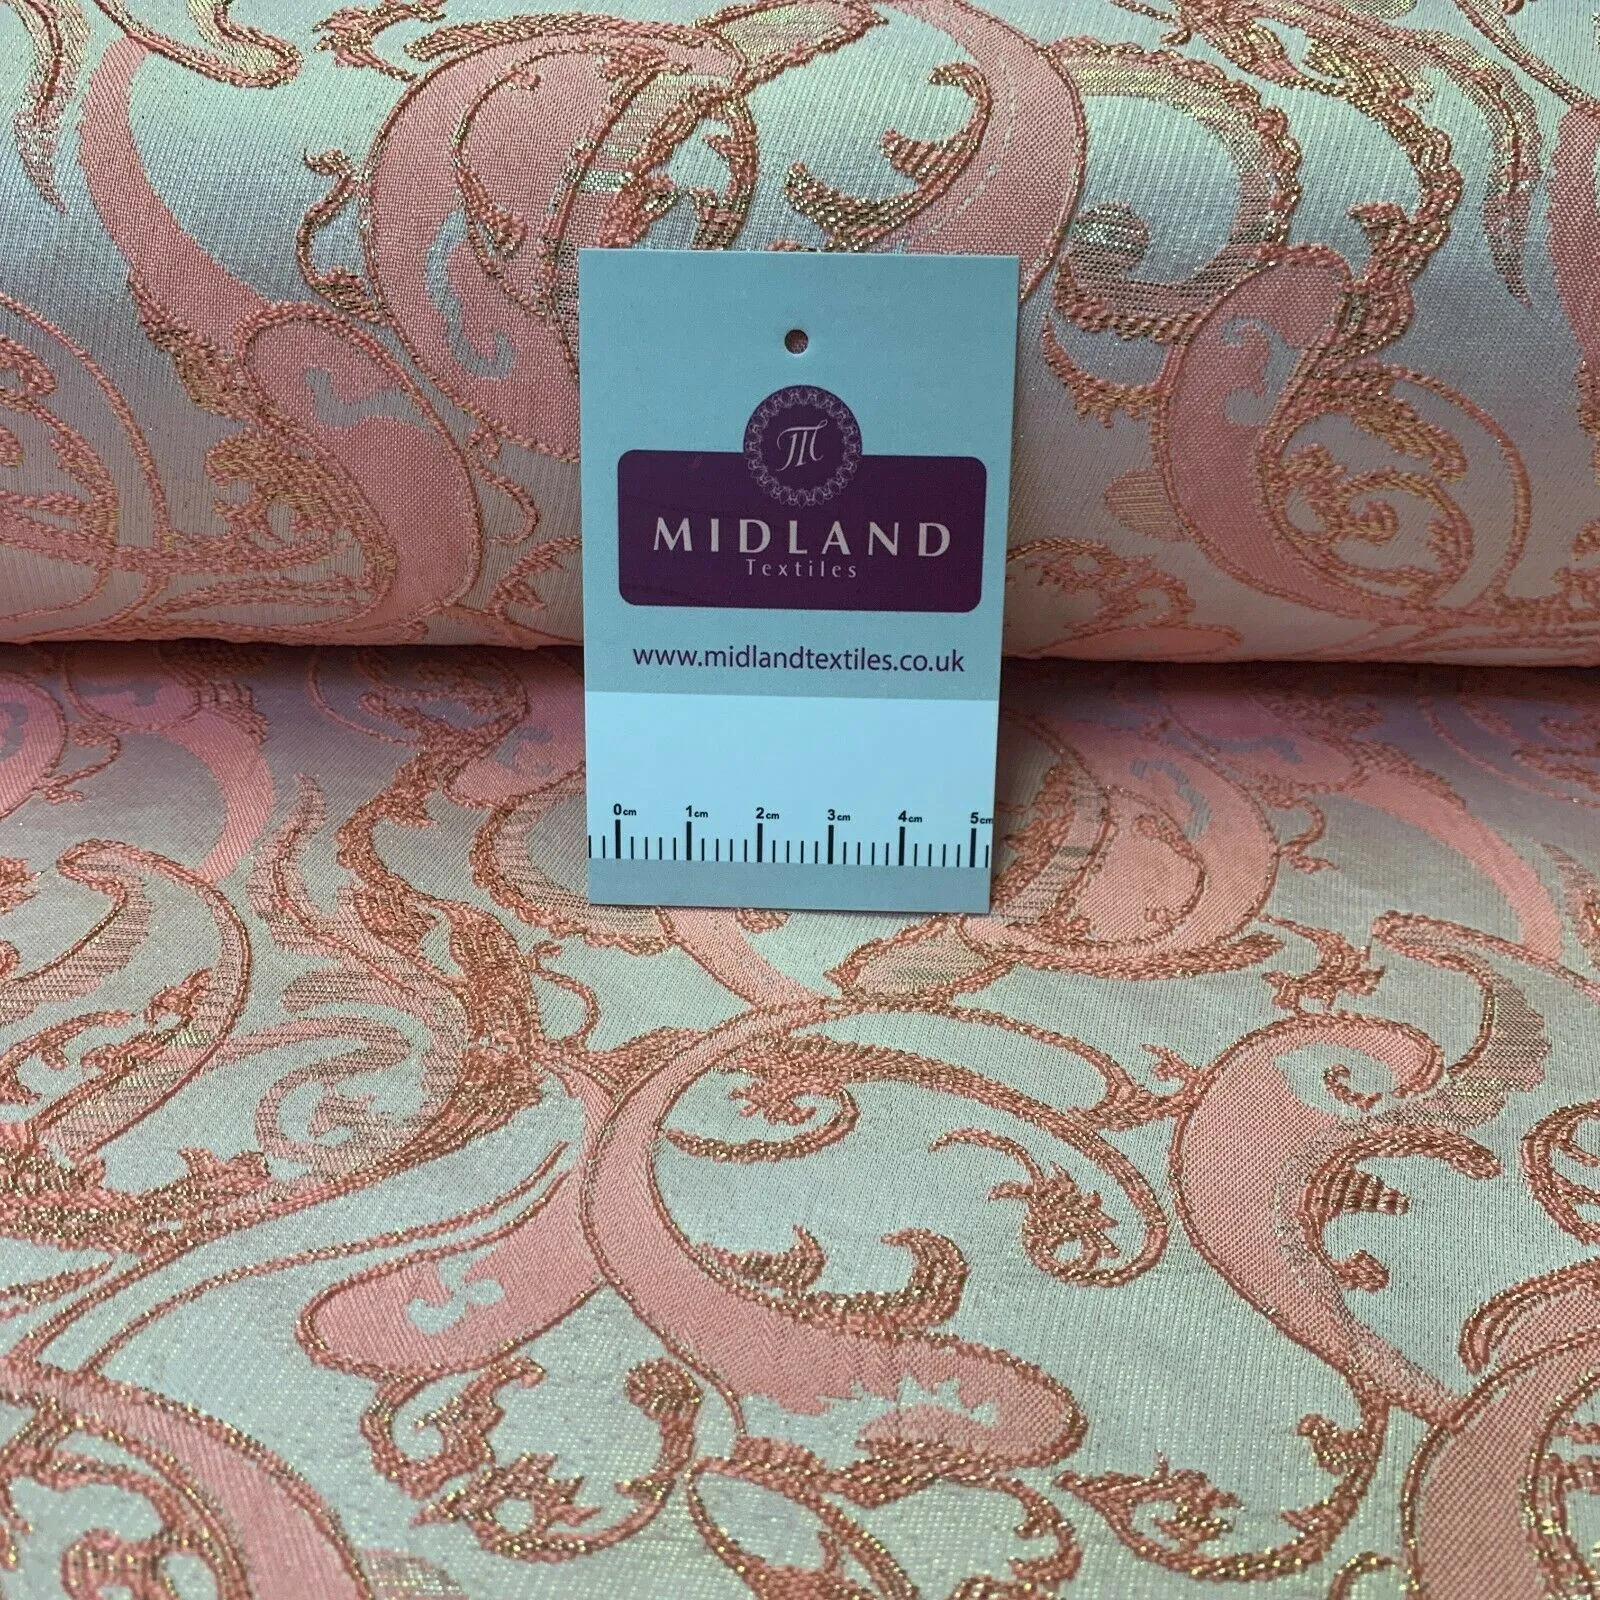 M
MIDLAND
Textiles
www.midlandtextiles.co.uk
0cm 1cm 2cm 3cm 4cm 5cm